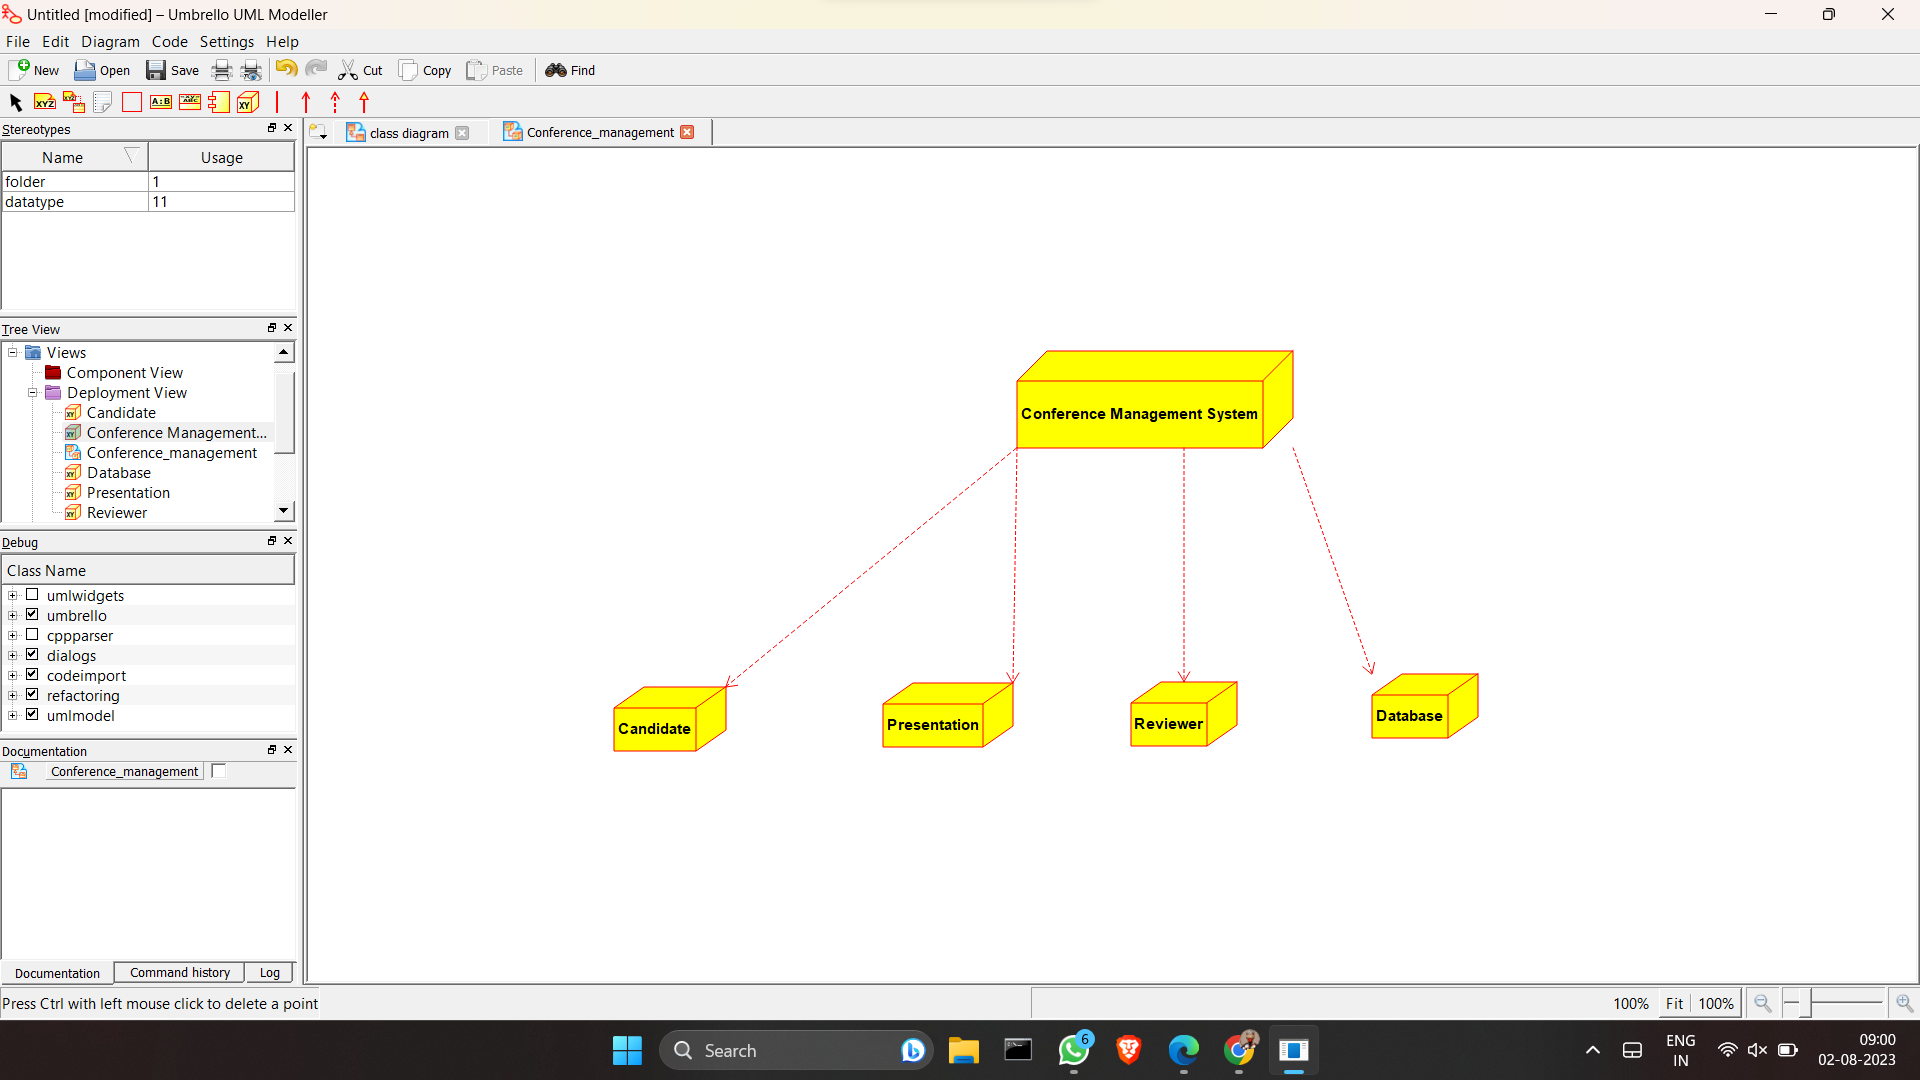 Untitled [modified] – Umbrello UML Modeller
File Edit Diagram Code Settings Help
New Open Save Cut Copy Paste Find
XYZ A:B ABC XY
Stereotypes
class diagram Conference_management
Name Usage
folder 1
datatype 11
Tree View
Views
Component View
Deployment View
Candidate
Conference Management...
Conference_management
Database
Presentation
Reviewer
Conference Management System
Candidate
Presentation
Reviewer
Database
Debug
Class Name
umlwidgets
umbrello
cppparser
dialogs
codeimport
refactoring
umlmodel
Documentation
Conference_management
Documentation Command history Log
Press Ctrl with left mouse click to delete a point
100% Fit 100%
Search
6
ENG
IN
09:00
02-08-2023